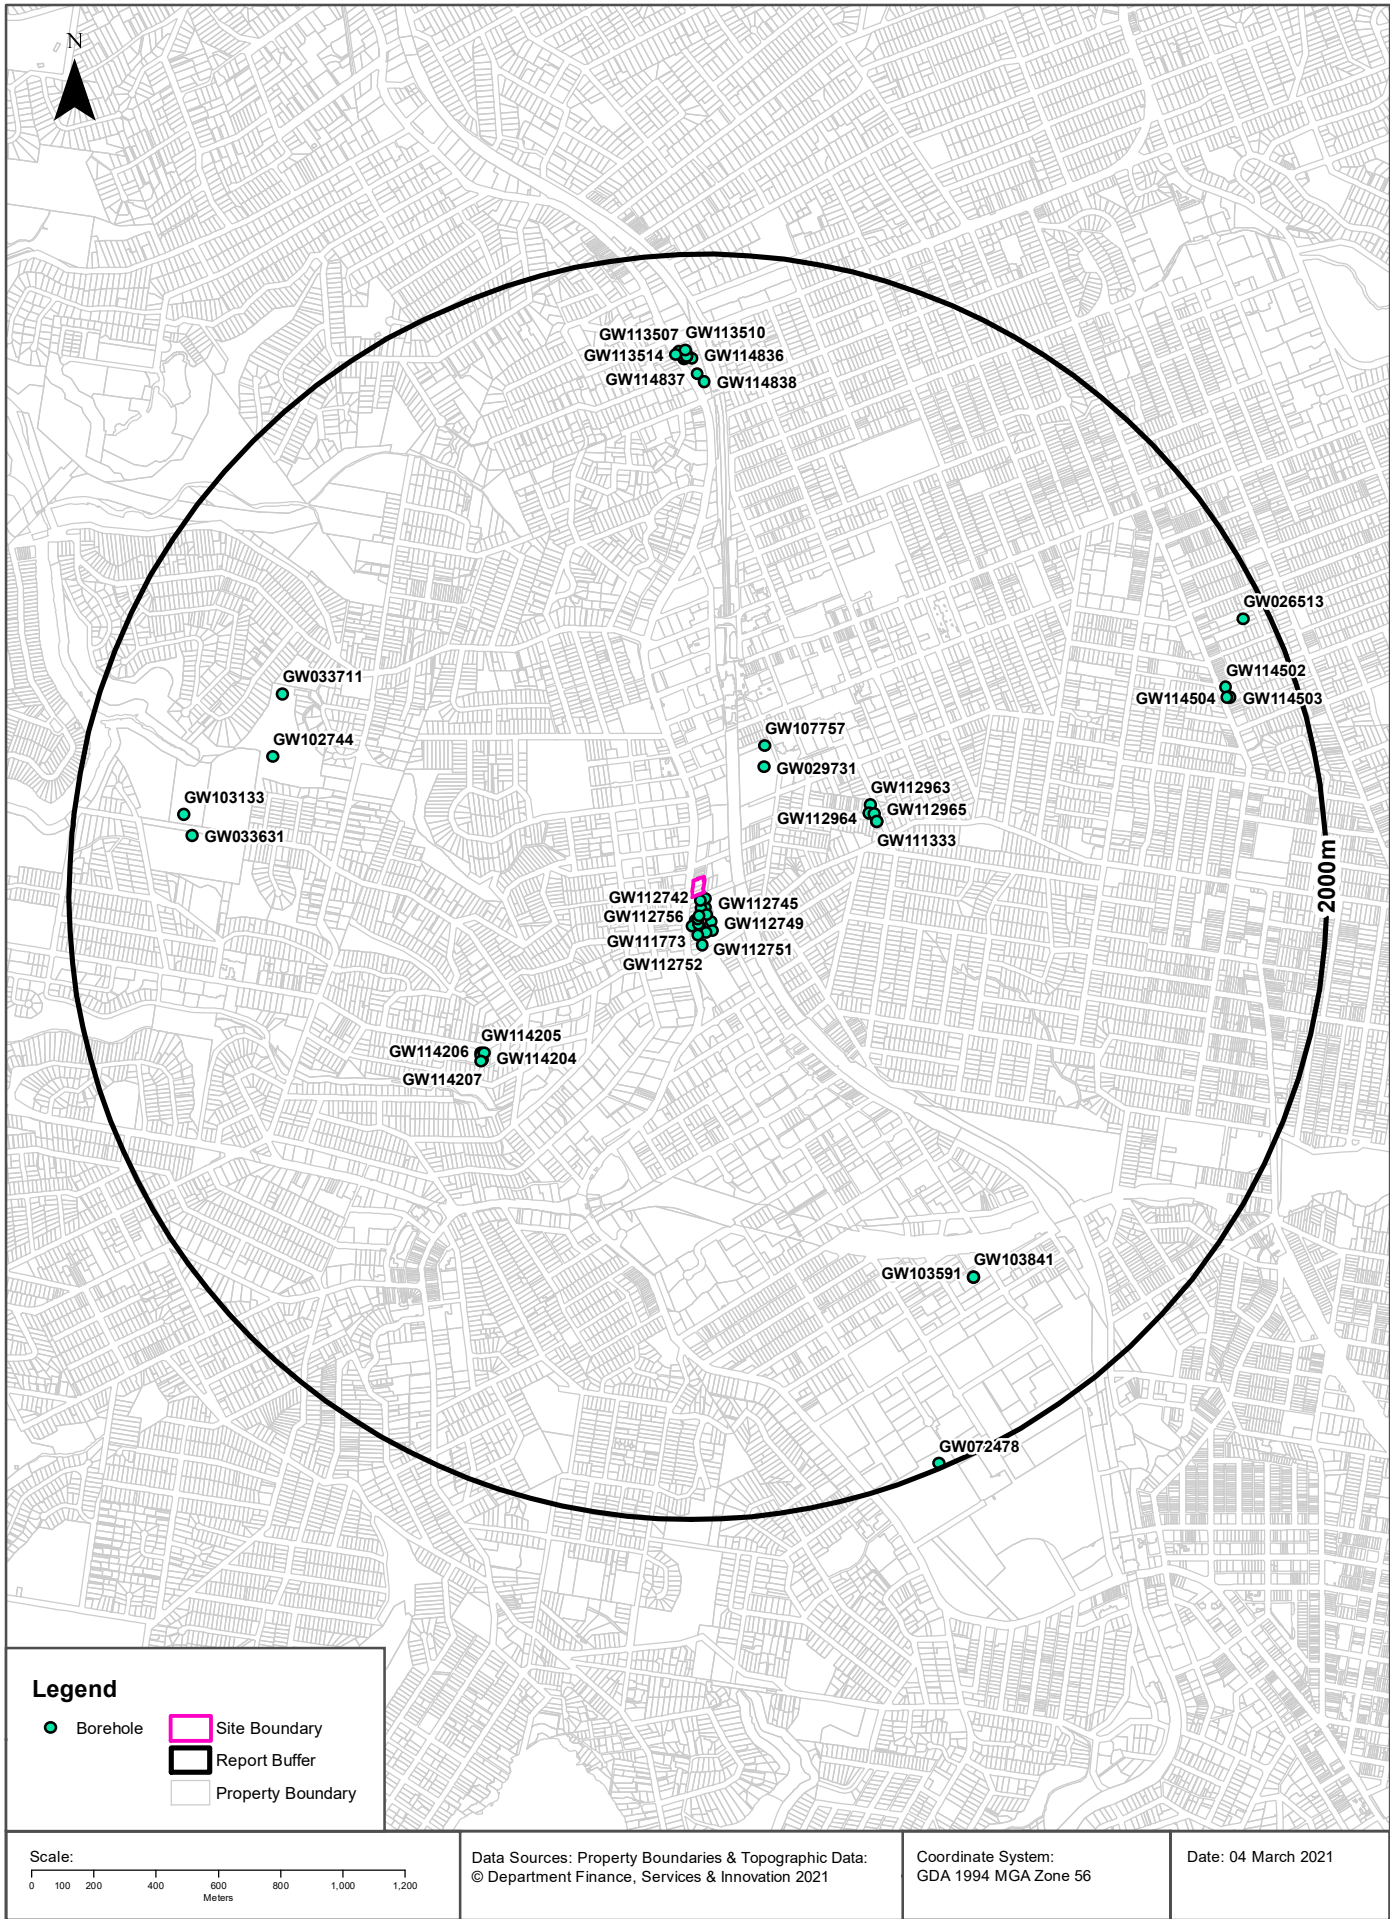 N
GW113507 GW113510
GW113514 GW114836
GW114837 GW114838
GW026513
GW114502
GW114504 GW114503
GW033711
GW102744
GW107757
GW029731
GW103133
GW033631
GW112963
GW112965
GW112964
GW111333
2000m
GW112742 GW112745
GW112756 GW112749
GW111773 GW112751
GW112752
GW114205
GW114206 GW114204
GW114207
GW103841
GW103591
GW072478
Legend
Borehole
Site Boundary
Report Buffer
Property Boundary
Scale:
0 100 200 400 600 800 1,000 1,200
Meters
Data Sources: Property Boundaries & Topographic Data:
© Department Finance, Services & Innovation 2021
Coordinate System:
GDA 1994 MGA Zone 56
Date: 04 March 2021